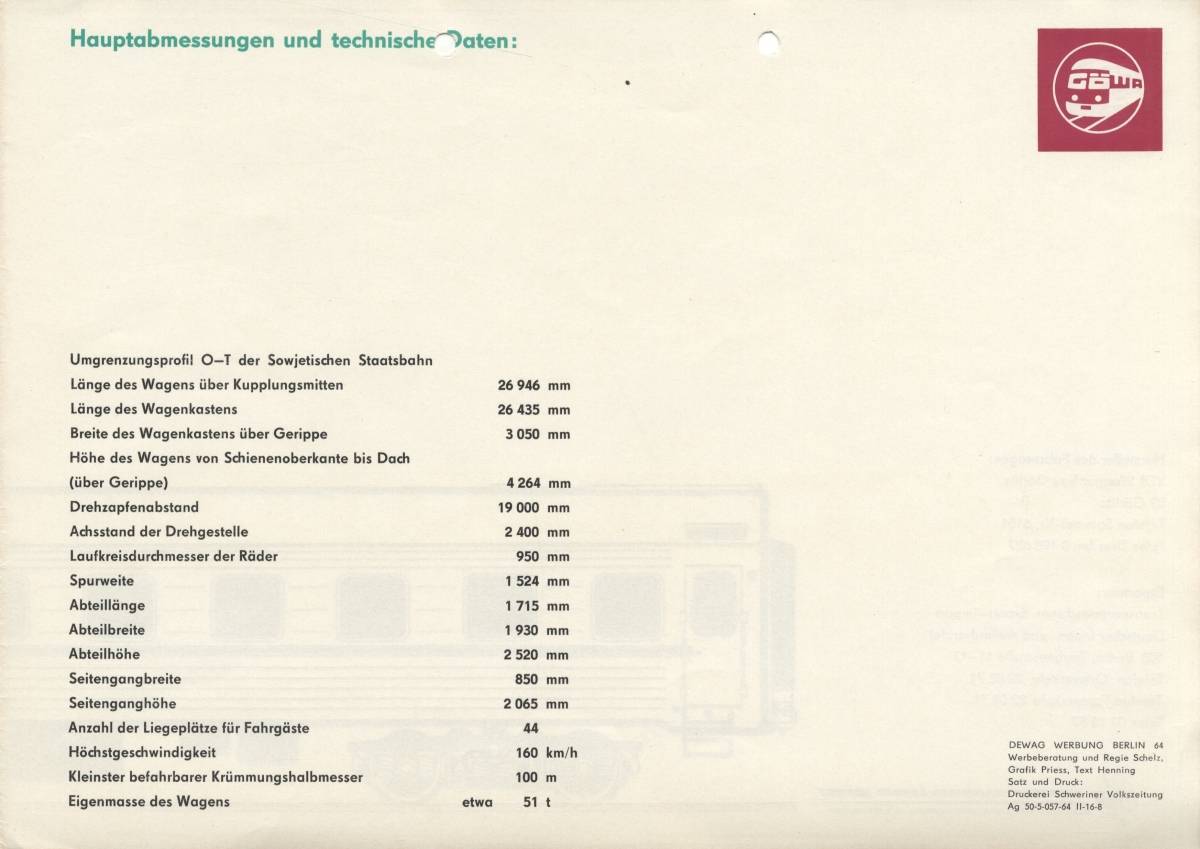 Hauptabmessungen und technische Daten:
GÖWA
Umgrenzungsprofil O–T der Sowjetischen Staatsbahn
Länge des Wagens über Kupplungsmitten 26 946 mm
Länge des Wagenkastens 26 435 mm
Breite des Wagenkastens über Gerippe 3 050 mm
Höhe des Wagens von Schienenoberkante bis Dach
(über Gerippe) 4 264 mm
Drehzapfenabstand 19 000 mm
Achsstand der Drehgestelle 2 400 mm
Laufkreisdurchmesser der Räder 950 mm
Spurweite 1 524 mm
Abteillänge 1 715 mm
Abteilbreite 1 930 mm
Abteilhöhe 2 520 mm
Seitengangbreite 850 mm
Seitenganghöhe 2 065 mm
Anzahl der Liegeplätze für Fahrgäste 44
Höchstgeschwindigkeit 160 km/h
Kleinster befahrbarer Krümmungshalbmesser 100 m
Eigenmasse des Wagens etwa 51 t
DEWAG WERBUNG BERLIN 64
Werbeberatung und Regie Schelz,
Grafik Priess, Text Henning
Satz und Druck:
Druckerei Schweriner Volkszeitung
Ag 50-5-057-64 II-16-8